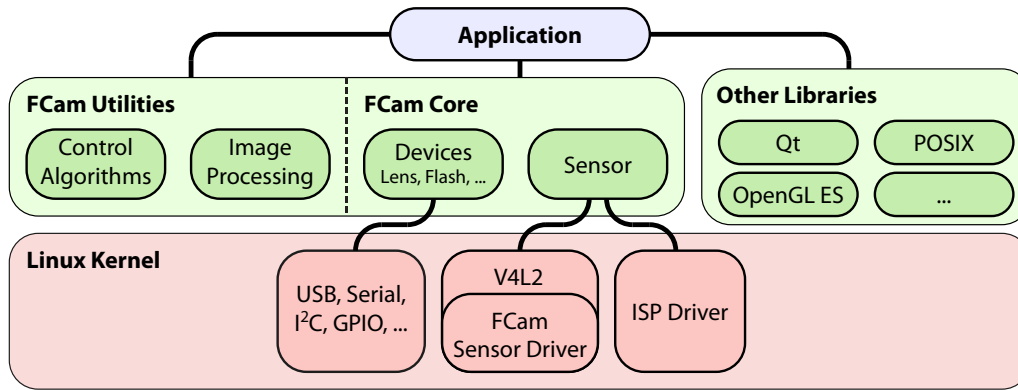 Application
FCam Utilities
Control
Algorithms
Image
Processing
FCam Core
Devices
Lens, Flash, ...
Sensor
Other Libraries
Qt
POSIX
OpenGL ES
...
Linux Kernel
USB, Serial,
I²C, GPIO, ...
V4L2
FCam
Sensor Driver
ISP Driver